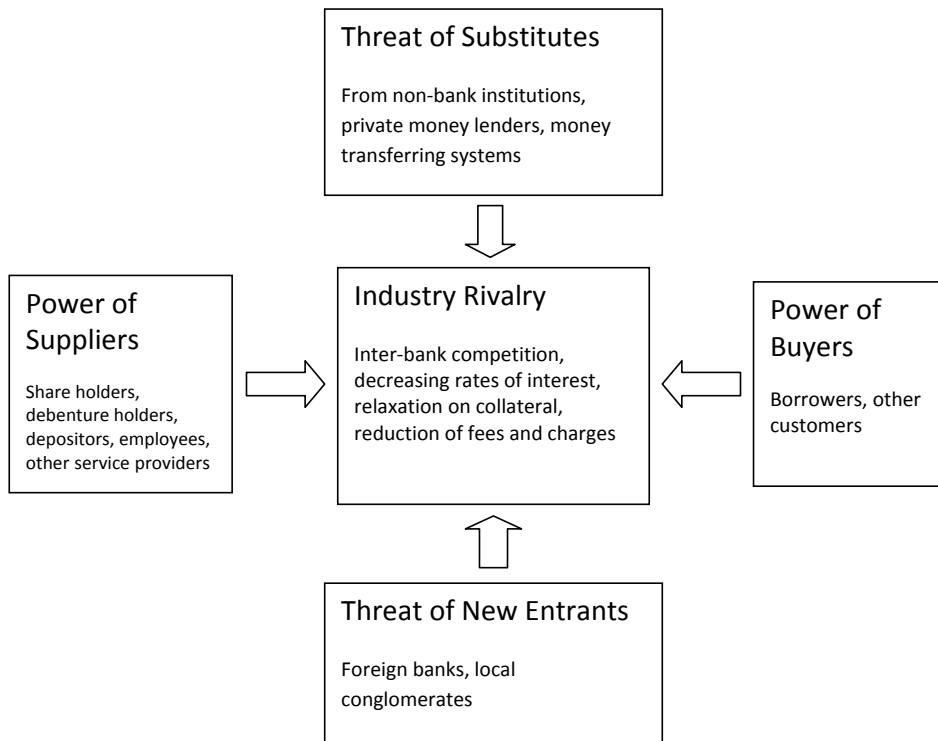 Threat of Substitutes
From non-bank institutions,
private money lenders, money
transferring systems
Power of
Suppliers
Share holders,
debenture holders,
depositors, employees,
other service providers
Industry Rivalry
Inter-bank competition,
decreasing rates of interest,
relaxation on collateral,
reduction of fees and charges
Power of
Buyers
Borrowers, other
customers
Threat of New Entrants
Foreign banks, local
conglomerates